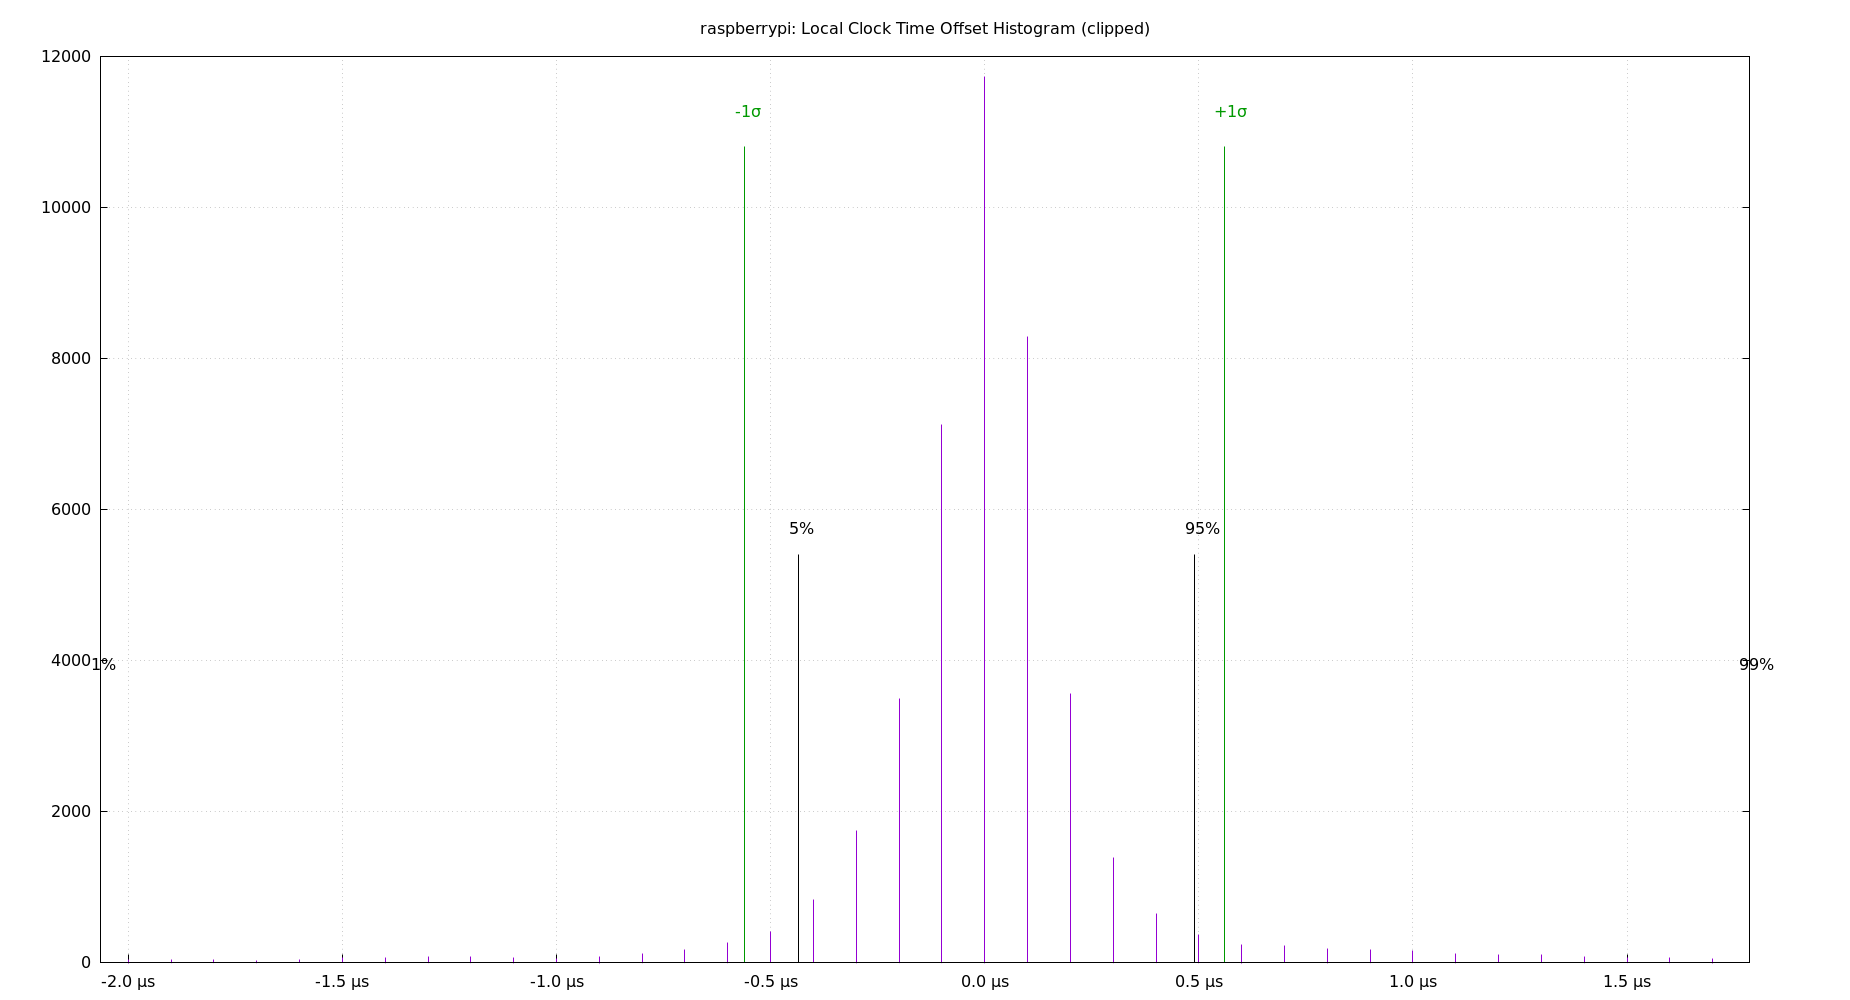 raspberrypi: Local Clock Time Offset Histogram (clipped)
12000
-1σ
+1σ
10000
8000
6000
5%
95%
4000
1%
99%
2000
0
-2.0 µs
-1.5 µs
-1.0 µs
-0.5 µs
0.0 µs
0.5 µs
1.0 µs
1.5 µs